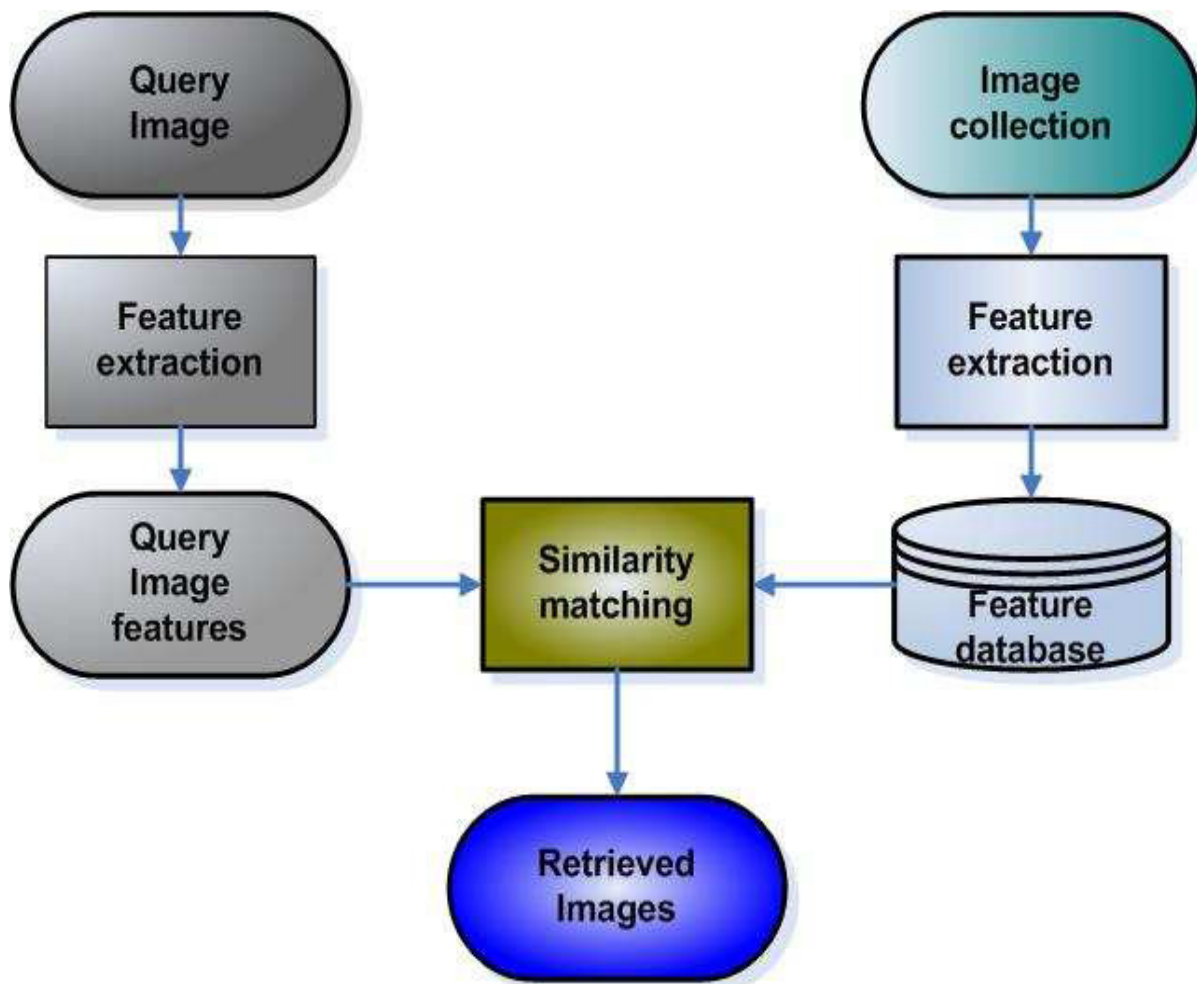 Query
Image
Image
collection
Feature
extraction
Feature
extraction
Query
Image
features
Similarity
matching
Feature
database
Retrieved
Images